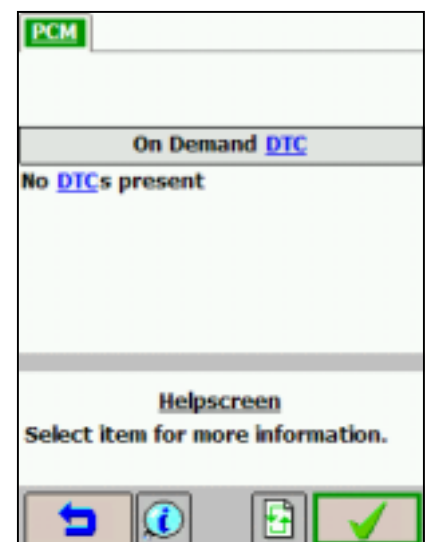 PCM
On Demand DTC
No DTCs present
Helpscreen
Select item for more information.